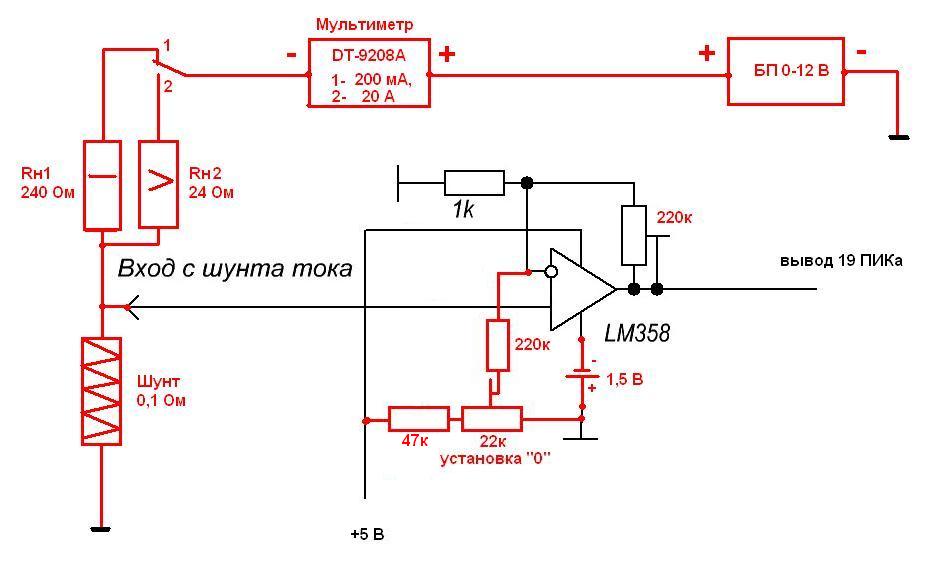 Мультиметр
1
-
DT-9208А
+
+
-
1- 200 мА,
БП 0-12 В
2
2- 20 А
Rн1
240 Ом
Rн2
24 Ом
1k
220к
Вход с шунта тока
вывод 19 ПИКа
LM358
220к
-
1,5 В
+
Шунт
0,1 Ом
47к
22к
установка "0"
+5 В